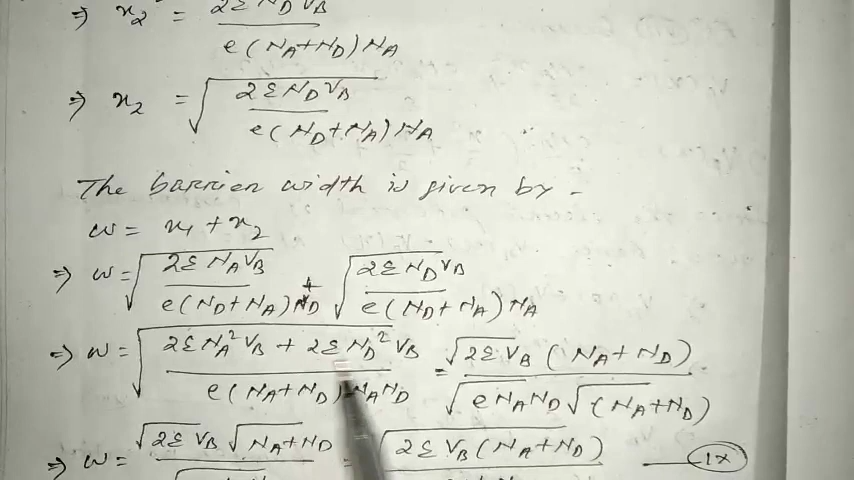 ⇒ x₂² = 2ε N_D V_B / e(N_A+N_D) N_A
⇒ x₂ = √(2ε N_D V_B / e(N_D+N_A) N_A)
The barrier width is given by -
w = x₁ + x₂
⇒ w = √(2ε N_A V_B / e(N_D+N_A) N_D) + √(2ε N_D V_B / e(N_D+N_A) N_A)
⇒ w = √(2ε N_A² V_B + 2ε N_D² V_B / e(N_A+N_D) N_A N_D) = √(2ε V_B) (N_A+N_D) / √(e N_A N_D) √(N_A+N_D)
⇒ w = √(2ε V_B) √(N_A+N_D) = √(2ε V_B (N_A+N_D)) — IX